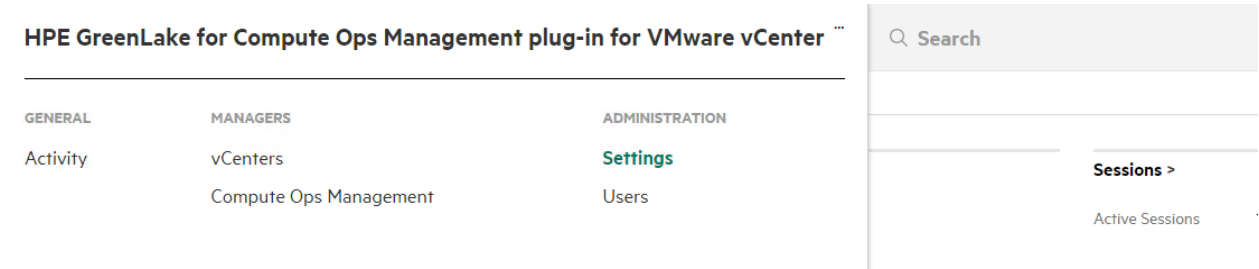 HPE GreenLake for Compute Ops Management plug-in for VMware vCenter ...
Search
GENERAL
Activity
MANAGERS
vCenters
Compute Ops Management
ADMINISTRATION
Settings
Users
Sessions >
Active Sessions